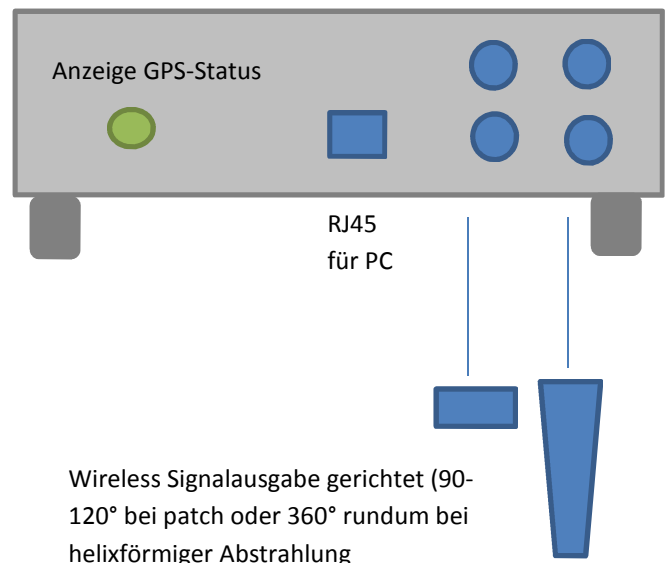 Anzeige GPS-Status
RJ45
für PC
Wireless Signalausgabe gerichtet (90-
120° bei patch oder 360° rundum bei
helixförmiger Abstrahlung